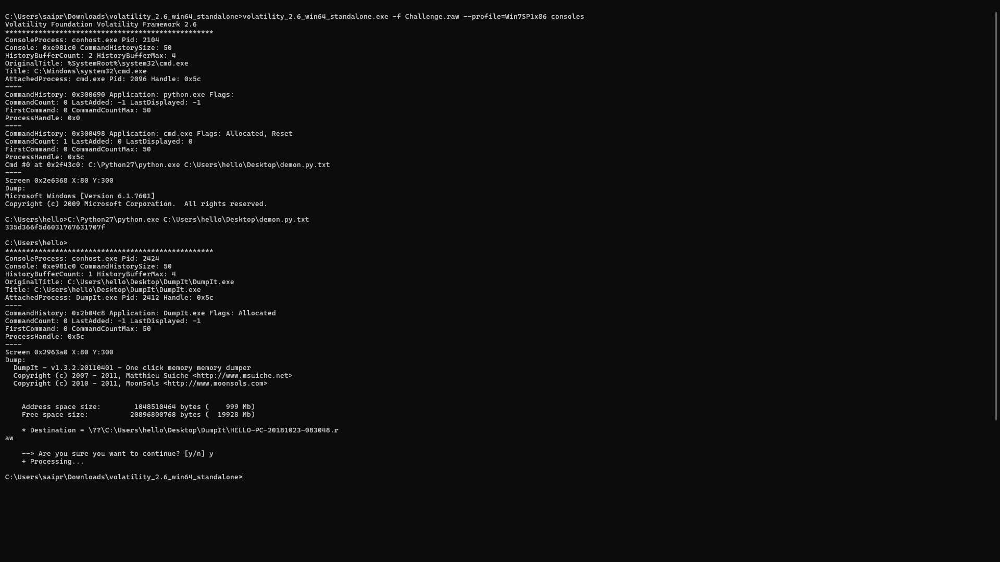 C:\Users\saipr\Downloads\volatility_2.6_win64_standalone>volatility_2.6_win64_standalone.exe -f Challenge.raw --profile=Win7SP1x86 consoles
Volatility Foundation Volatility Framework 2.6
**************************************************
ConsoleProcess: conhost.exe Pid: 2104
Console: 0xe981c0 CommandHistorySize: 50
HistoryBufferCount: 2 HistoryBufferMax: 4
OriginalTitle: %SystemRoot%\system32\cmd.exe
Title: C:\Windows\system32\cmd.exe
AttachedProcess: cmd.exe Pid: 2096 Handle: 0x5c
----
CommandHistory: 0x300690 Application: python.exe Flags:
CommandCount: 0 LastAdded: -1 LastDisplayed: -1
FirstCommand: 0 CommandCountMax: 50
ProcessHandle: 0x0
----
CommandHistory: 0x300498 Application: cmd.exe Flags: Allocated, Reset
CommandCount: 1 LastAdded: 0 LastDisplayed: 0
FirstCommand: 0 CommandCountMax: 50
ProcessHandle: 0x5c
Cmd #0 at 0x2f43c0: C:\Python27\python.exe C:\Users\hello\Desktop\demon.py.txt
----
Screen 0x2e6368 X:80 Y:300
Dump:
Microsoft Windows [Version 6.1.7601]
Copyright (c) 2009 Microsoft Corporation.  All rights reserved.
C:\Users\hello>C:\Python27\python.exe C:\Users\hello\Desktop\demon.py.txt
335d366f5d6031767631707f
C:\Users\hello>
**************************************************
ConsoleProcess: conhost.exe Pid: 2424
Console: 0xe981c0 CommandHistorySize: 50
HistoryBufferCount: 1 HistoryBufferMax: 4
OriginalTitle: C:\Users\hello\Desktop\DumpIt\DumpIt.exe
Title: C:\Users\hello\Desktop\DumpIt\DumpIt.exe
AttachedProcess: DumpIt.exe Pid: 2412 Handle: 0x5c
----
CommandHistory: 0x2b04c8 Application: DumpIt.exe Flags: Allocated
CommandCount: 0 LastAdded: -1 LastDisplayed: -1
FirstCommand: 0 CommandCountMax: 50
ProcessHandle: 0x5c
----
Screen 0x2963a0 X:80 Y:300
Dump:
  DumpIt - v1.3.2.20110401 - One click memory memory dumper
  Copyright (c) 2007 - 2011, Matthieu Suiche <http://www.msuiche.net>
  Copyright (c) 2010 - 2011, MoonSols <http://www.moonsols.com>
    Address space size:        1048510464 bytes (    999 Mb)
    Free space size:          20896800768 bytes (  19928 Mb)
    * Destination = \??\C:\Users\hello\Desktop\DumpIt\HELLO-PC-20181023-083048.r
aw
    --> Are you sure you want to continue? [y/n] y
    + Processing...
C:\Users\saipr\Downloads\volatility_2.6_win64_standalone>